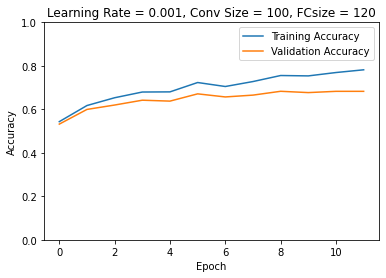 Learning Rate = 0.001, Conv Size = 100, FCsize = 120
Training Accuracy
Validation Accuracy
Accuracy
1.0
0.8
0.6
0.4
0.2
0.0
0 2 4 6 8 10
Epoch